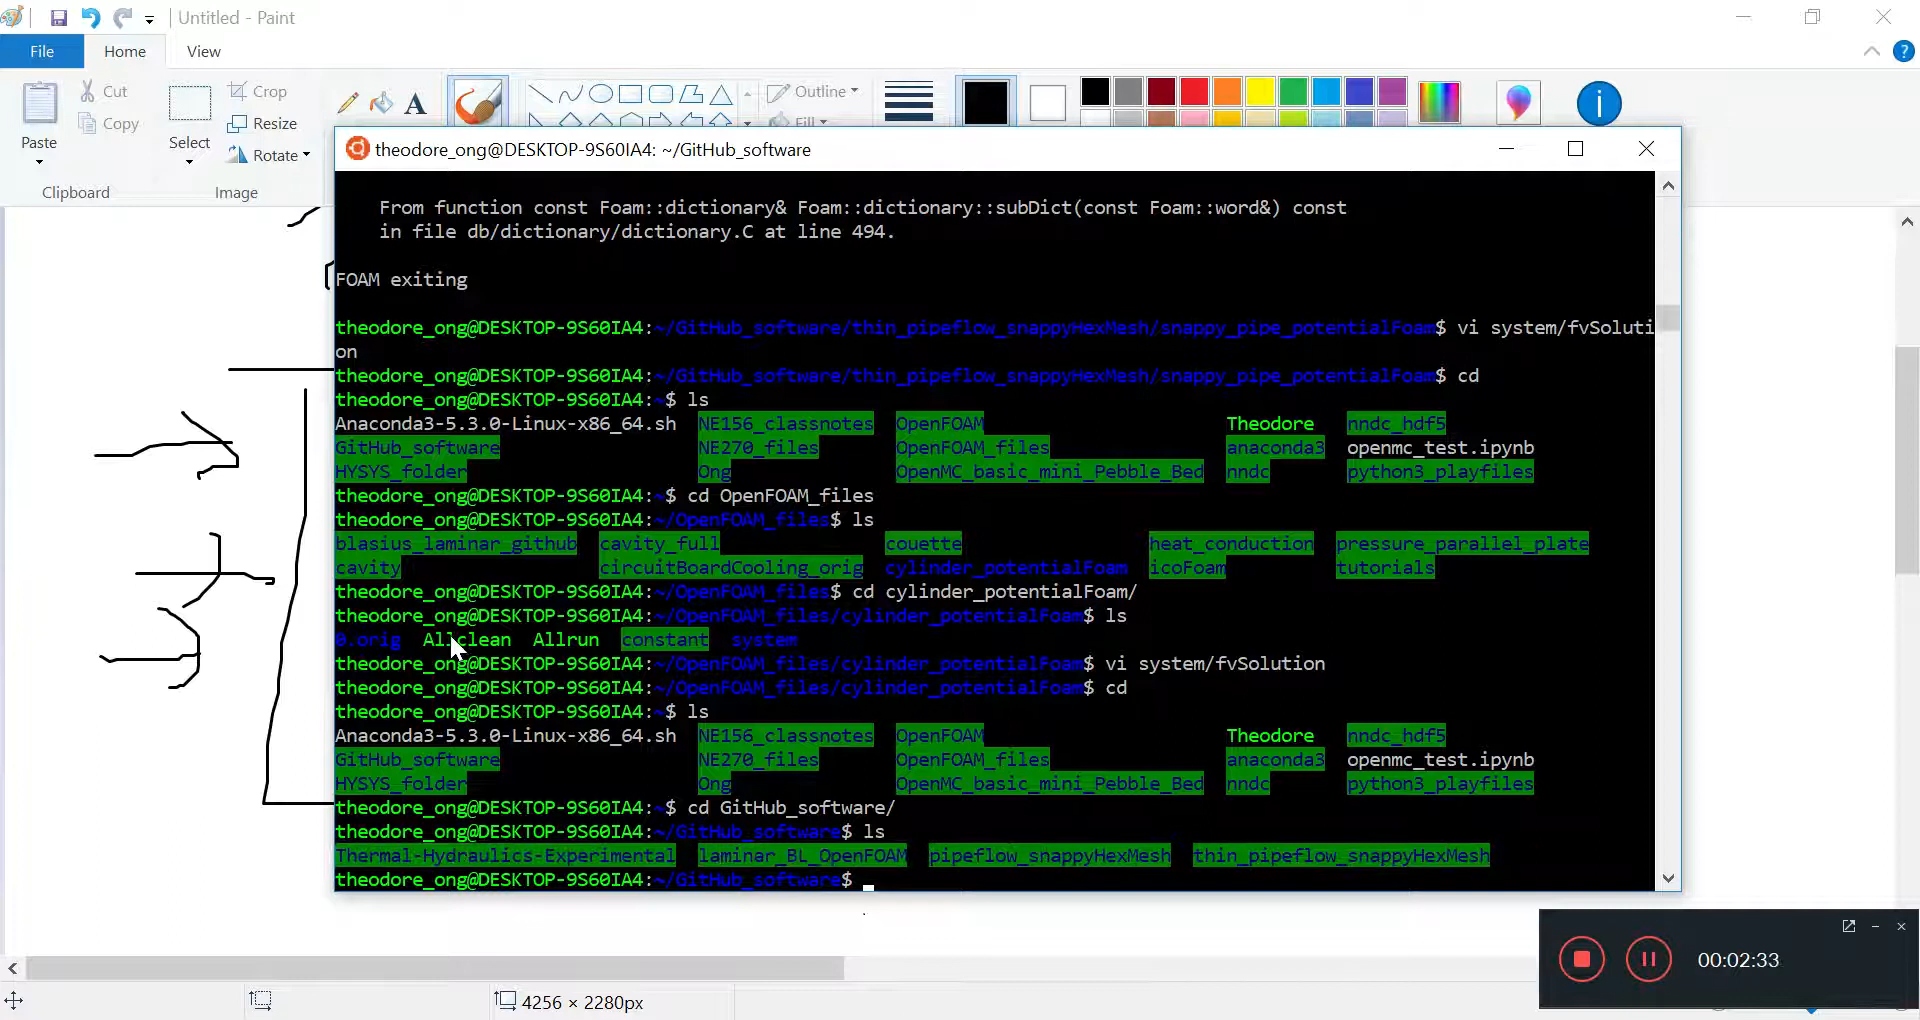 Untitled - Paint
File Home View
Paste
Cut
Copy
Clipboard
Select
Crop
Resize
Rotate
Image
Outline
Fill
theodore_ong@DESKTOP-9S60IA4: ~/GitHub_software
From function const Foam::dictionary& Foam::dictionary::subDict(const Foam::word&) const
in file db/dictionary/dictionary.C at line 494.
FOAM exiting
theodore_ong@DESKTOP-9S60IA4:~/GitHub_software/thin_pipeflow_snappyHexMesh/snappy_pipe_potentialFoam$ vi system/fvSoluti
on
theodore_ong@DESKTOP-9S60IA4:~/GitHub_software/thin_pipeflow_snappyHexMesh/snappy_pipe_potentialFoam$ cd
theodore_ong@DESKTOP-9S60IA4:~$ ls
Anaconda3-5.3.0-Linux-x86_64.sh NE156_classnotes OpenFOAM Theodore nndc_hdf5
GitHub_software NE270_files OpenFOAM_files anaconda3 openmc_test.ipynb
HYSYS_folder Ong OpenMC_basic_mini_Pebble_Bed nndc python3_playfiles
theodore_ong@DESKTOP-9S60IA4:~$ cd OpenFOAM_files
theodore_ong@DESKTOP-9S60IA4:~/OpenFOAM_files$ ls
blasius_laminar_github cavity_full couette heat_conduction pressure_parallel_plate
cavity circuitBoardCooling_orig cylinder_potentialFoam icoFoam tutorials
theodore_ong@DESKTOP-9S60IA4:~/OpenFOAM_files$ cd cylinder_potentialFoam/
theodore_ong@DESKTOP-9S60IA4:~/OpenFOAM_files/cylinder_potentialFoam$ ls
0.orig Allclean Allrun constant system
theodore_ong@DESKTOP-9S60IA4:~/OpenFOAM_files/cylinder_potentialFoam$ vi system/fvSolution
theodore_ong@DESKTOP-9S60IA4:~/OpenFOAM_files/cylinder_potentialFoam$ cd
theodore_ong@DESKTOP-9S60IA4:~$ ls
Anaconda3-5.3.0-Linux-x86_64.sh NE156_classnotes OpenFOAM Theodore nndc_hdf5
GitHub_software NE270_files OpenFOAM_files anaconda3 openmc_test.ipynb
HYSYS_folder Ong OpenMC_basic_mini_Pebble_Bed nndc python3_playfiles
theodore_ong@DESKTOP-9S60IA4:~$ cd GitHub_software/
theodore_ong@DESKTOP-9S60IA4:~/GitHub_software$ ls
Thermal-Hydraulics-Experimental laminar_BL_OpenFOAM pipeflow_snappyHexMesh thin_pipeflow_snappyHexMesh
theodore_ong@DESKTOP-9S60IA4:~/GitHub_software$
00:02:33
4256 × 2280px